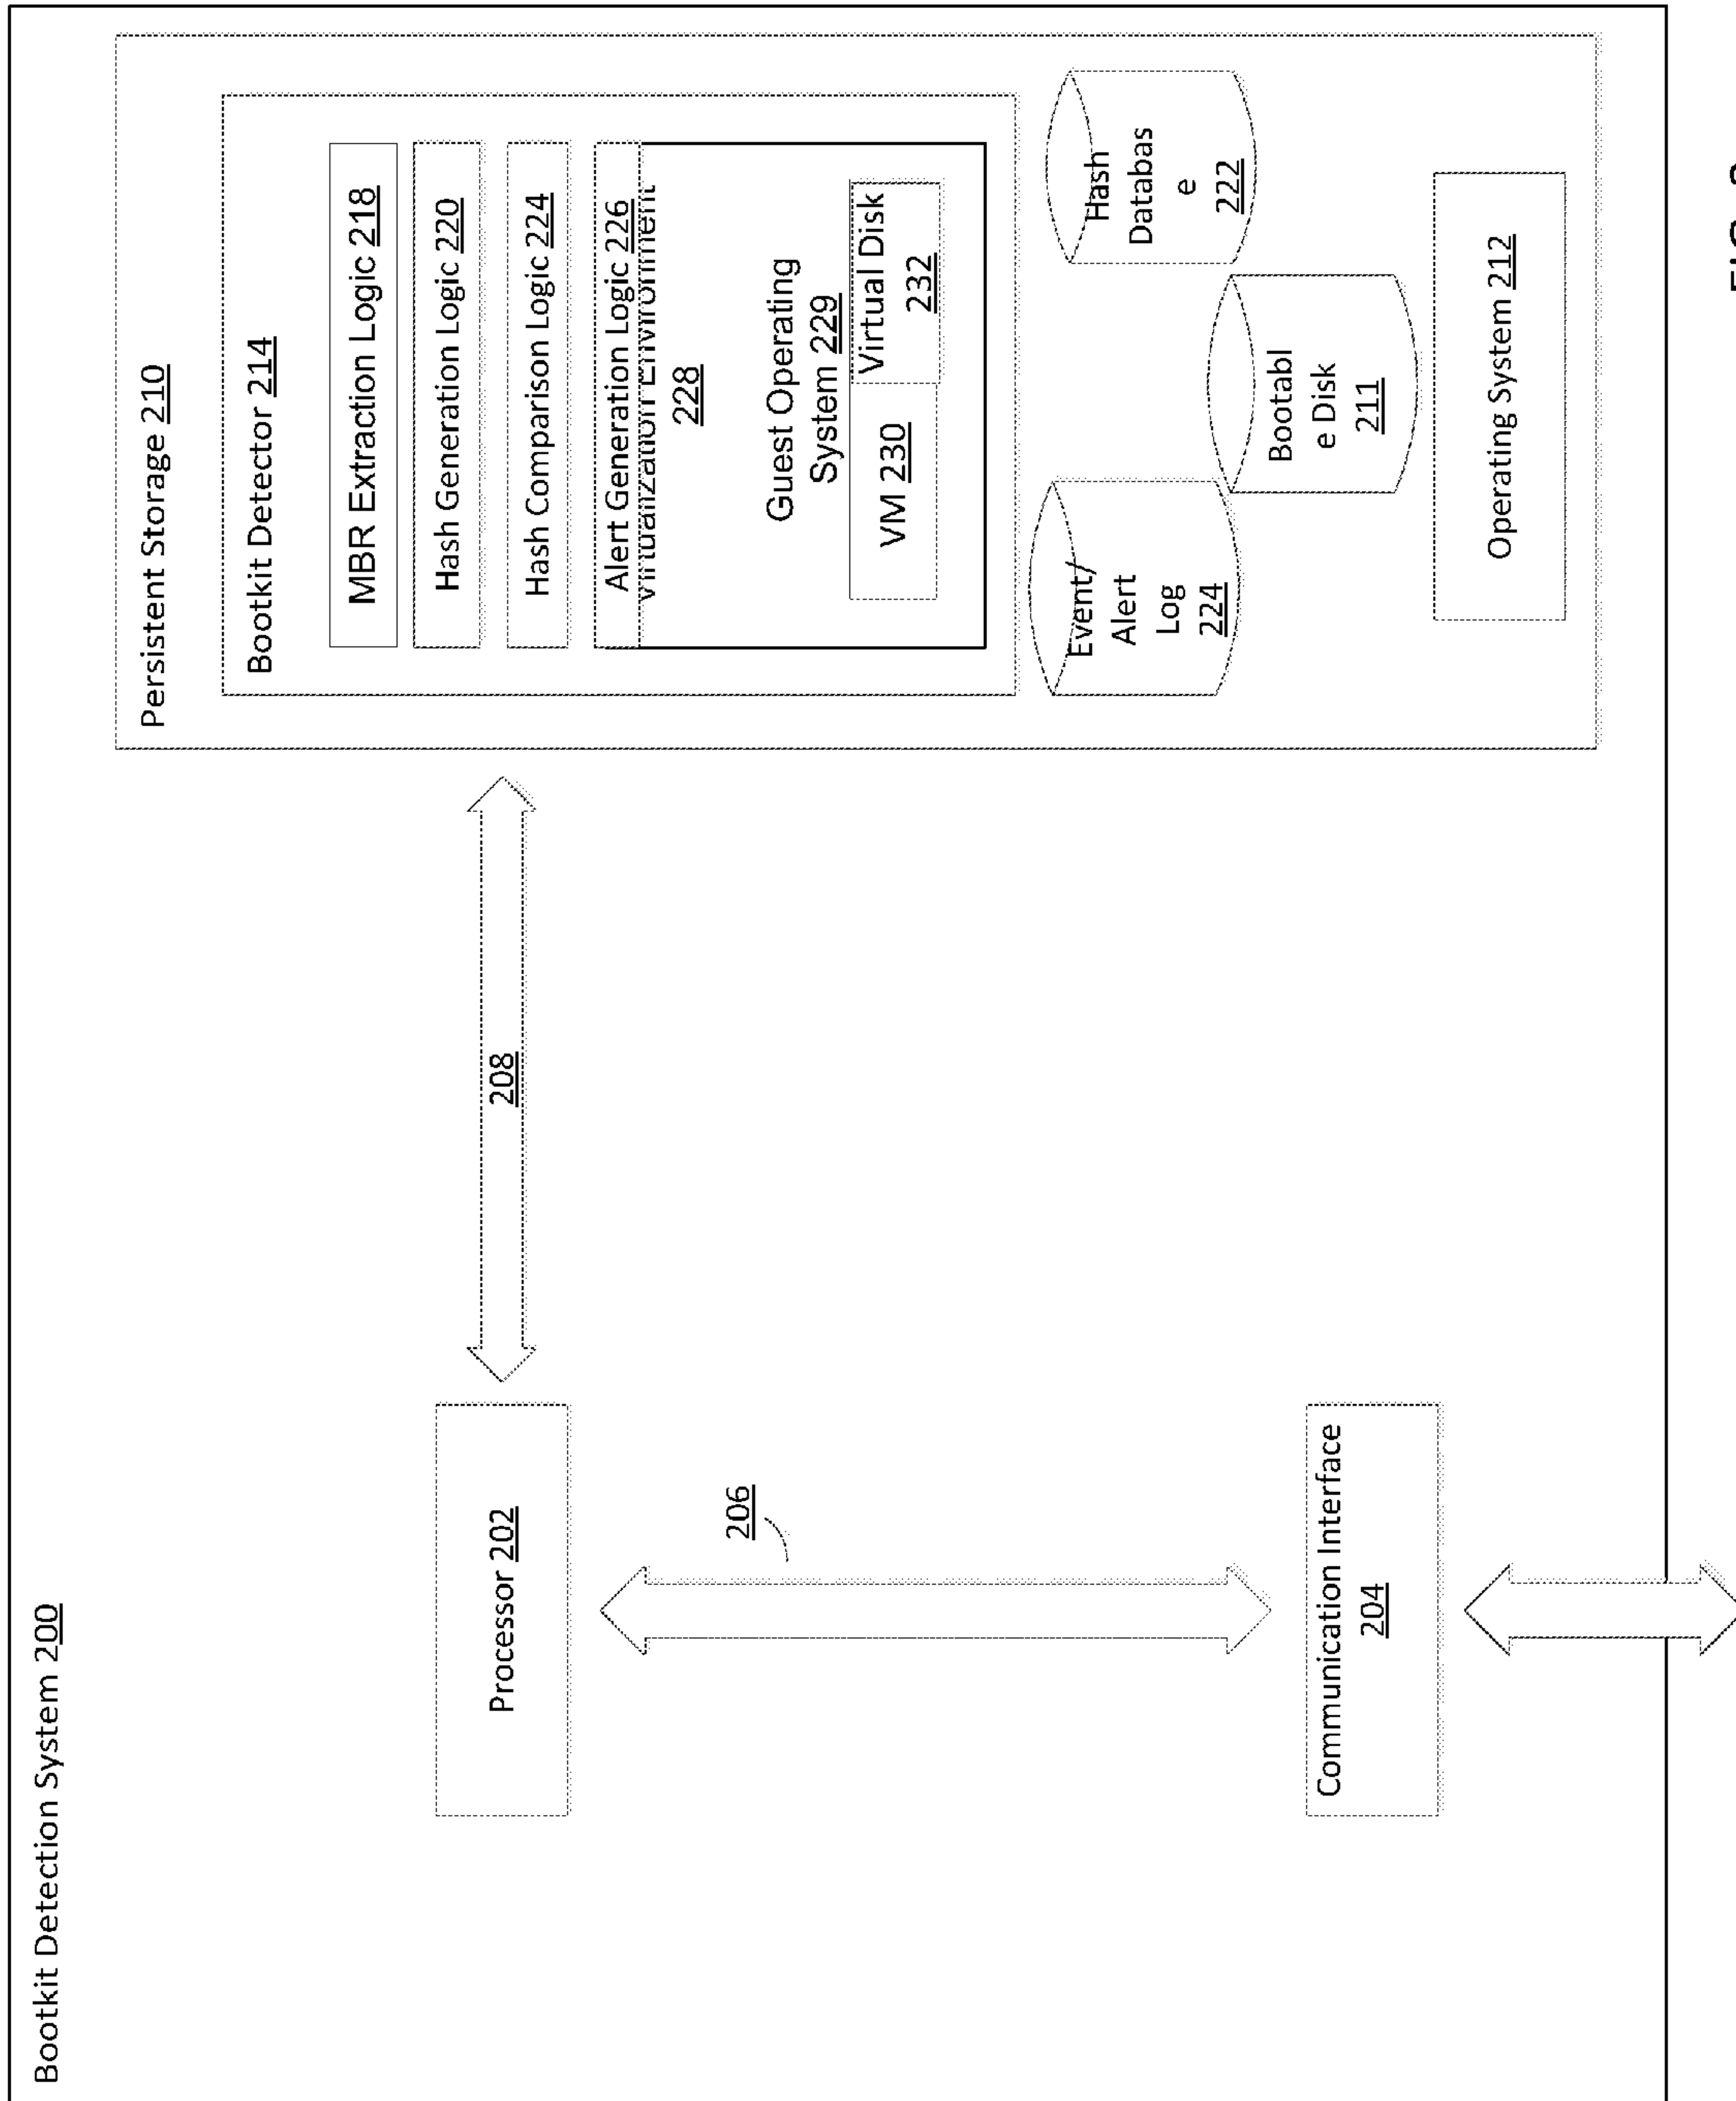 Bootkit Detection System 200
Processor 202
206
Communication Interface
204
208
Persistent Storage 210
Bootkit Detector 214
MBR Extraction Logic 218
Hash Generation Logic 220
Hash Comparison Logic 224
Alert Generation Logic 226
Virtualization Environment
228
Guest Operating
System 229
VM 230
Virtual Disk
232
Event/
Alert
Log
224
Bootabl
e Disk
211
Hash
Databas
e
222
Operating System 212